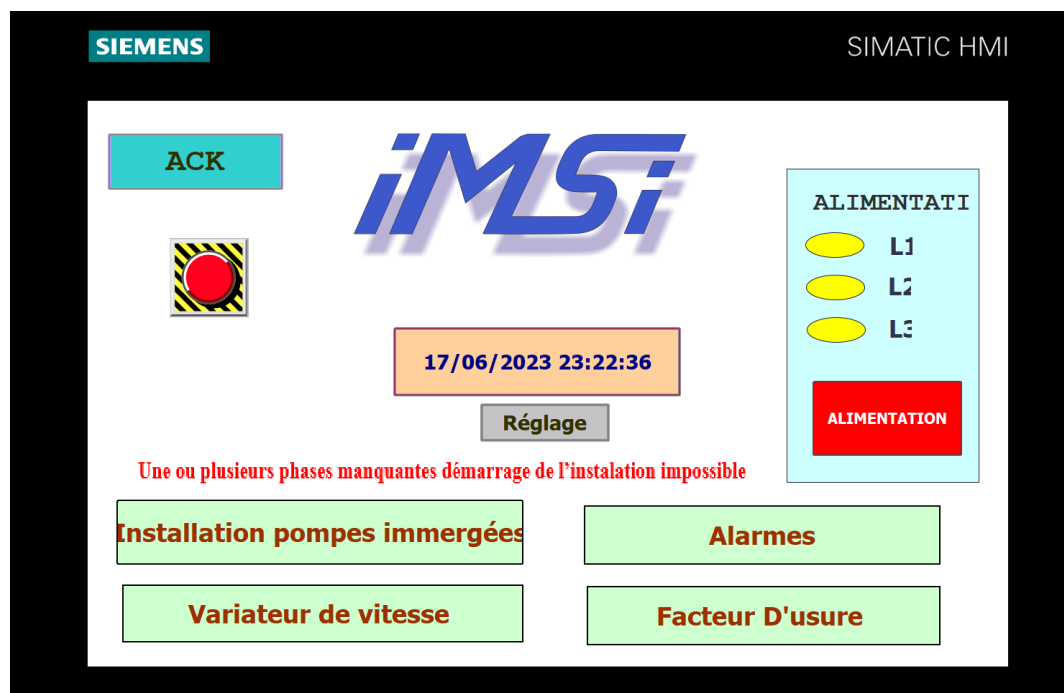 SIEMENS
SIMATIC HMI
ACK
iMSi
ALIMENTATI
L1
L2
L3
17/06/2023 23:22:36
ALIMENTATION
Réglage
Une ou plusieurs phases manquantes démarrage de l'instalation impossible
Installation pompes immergées
Alarmes
Variateur de vitesse
Facteur D'usure